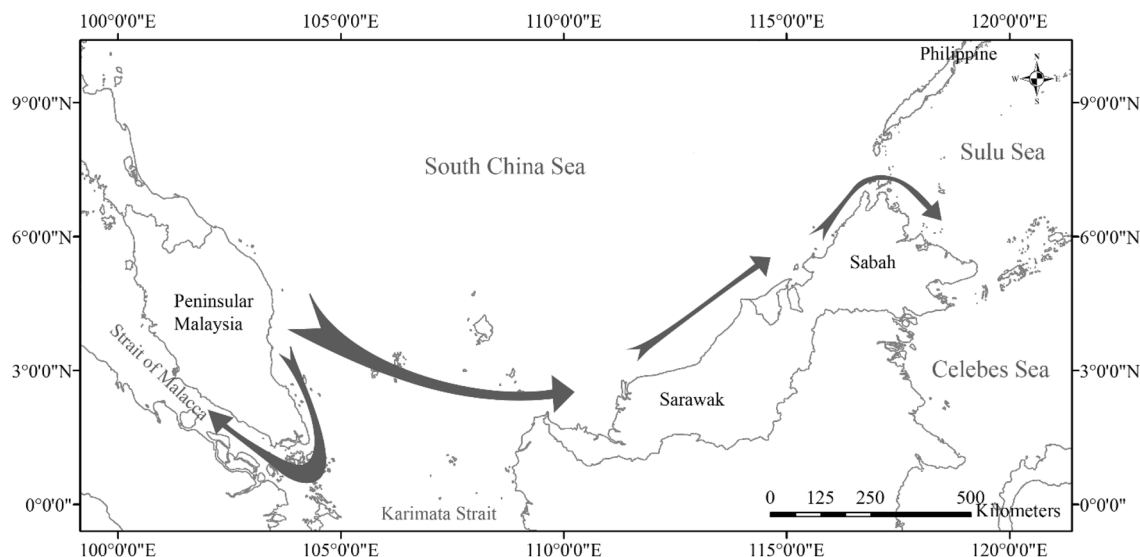 100°0'0"E 105°0'0"E 110°0'0"E 115°0'0"E 120°0'0"E
Philippine
N
W E
S
9°0'0"N 9°0'0"N
South China Sea
Sulu Sea
6°0'0"N 6°0'0"N
Sabah
Peninsular
Malaysia
Strait of Malacca
3°0'0"N 3°0'0"N
Celebes Sea
Sarawak
0°0'0" 0°0'0"
Karimata Strait
0 125 250 500
Kilometers
100°0'0"E 105°0'0"E 110°0'0"E 115°0'0"E 120°0'0"E